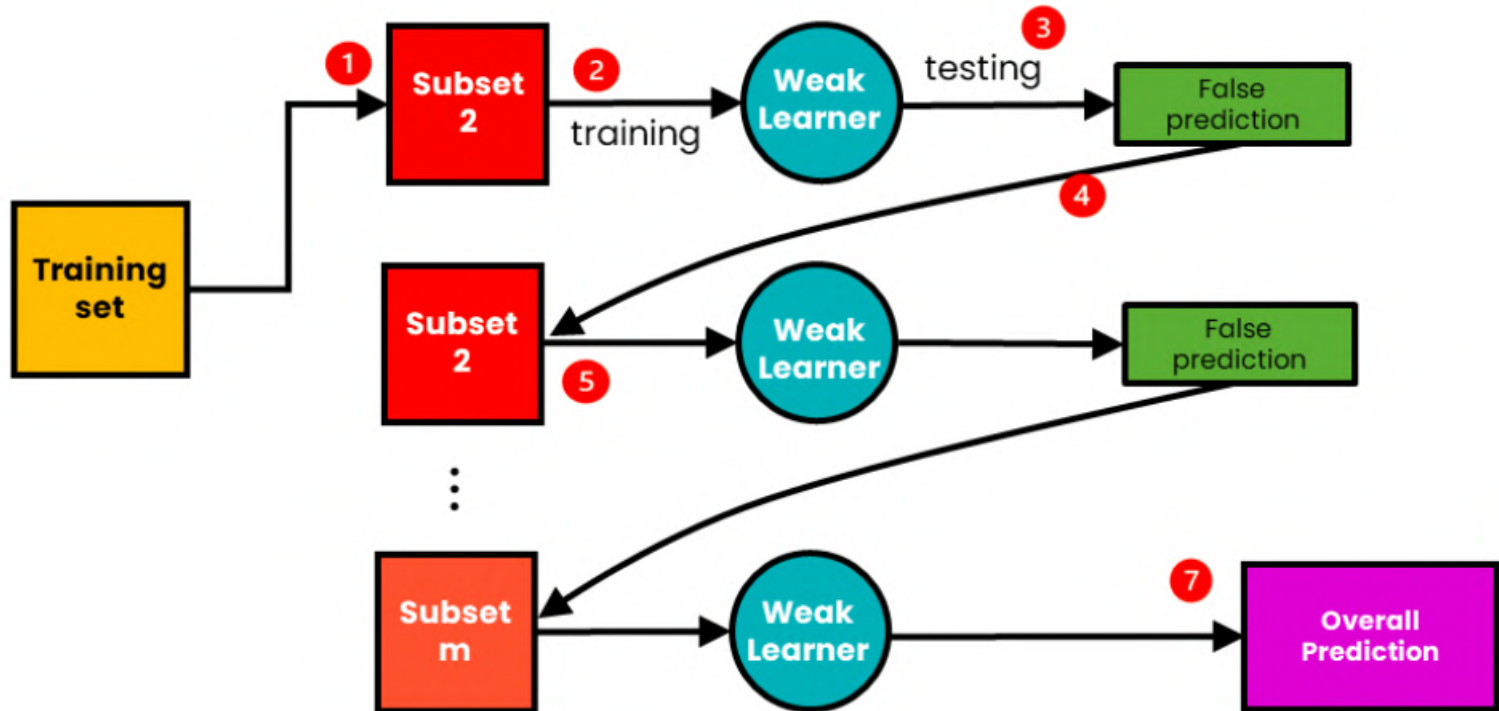 3
1
2
Subset
2
training
Weak
Learner
testing
False
prediction
4
Training
set
Subset
2
5
Weak
Learner
False
prediction
⋮
Subset
m
Weak
Learner
7
Overall
Prediction